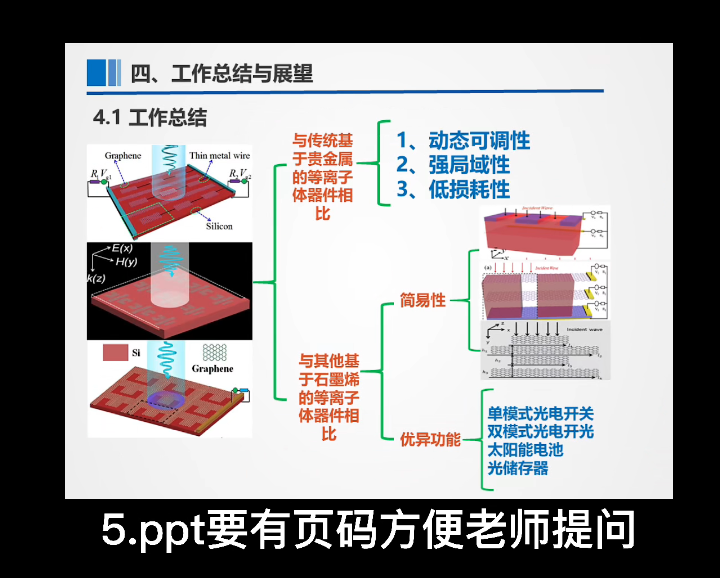 四、工作总结与展望
4.1 工作总结
Graphene
Thin metal wire
Silicon
E(x)
H(y)
k(z)
Si
Graphene
与传统基
于贵金属
的等离子
体器件相
比
1、动态可调性
2、强局域性
3、低损耗性
与其他基
于石墨烯
的等离子
体器件相
比
简易性
Incident Wave
(a)
Incident wave
优异功能
单模式光电开关
双模式光电开光
太阳能电池
光储存器
5.ppt要有页码方便老师提问